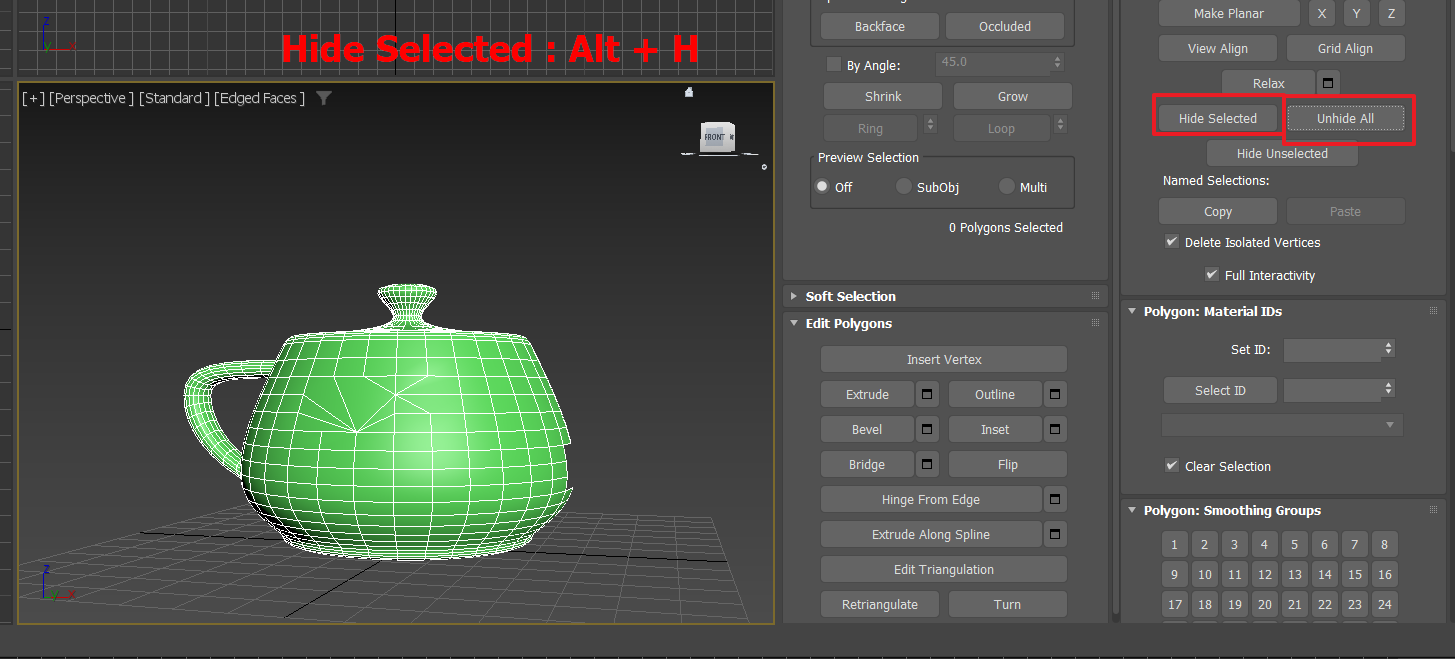 Hide Selected : Alt + H
z
y
x
[+] [Perspective ] [Standard ] [Edged Faces ]
FRONT
z
y
x
Backface
Occluded
By Angle:
45.0
Shrink
Grow
Ring
Loop
Preview Selection
Off
SubObj
Multi
0 Polygons Selected
Soft Selection
Edit Polygons
Insert Vertex
Extrude
Outline
Bevel
Inset
Bridge
Flip
Hinge From Edge
Extrude Along Spline
Edit Triangulation
Retriangulate
Turn
Make Planar
X
Y
Z
View Align
Grid Align
Relax
Hide Selected
Unhide All
Hide Unselected
Named Selections:
Copy
Paste
Delete Isolated Vertices
Full Interactivity
Polygon: Material IDs
Set ID:
Select ID
Clear Selection
Polygon: Smoothing Groups
1 2 3 4 5 6 7 8
9 10 11 12 13 14 15 16
17 18 19 20 21 22 23 24